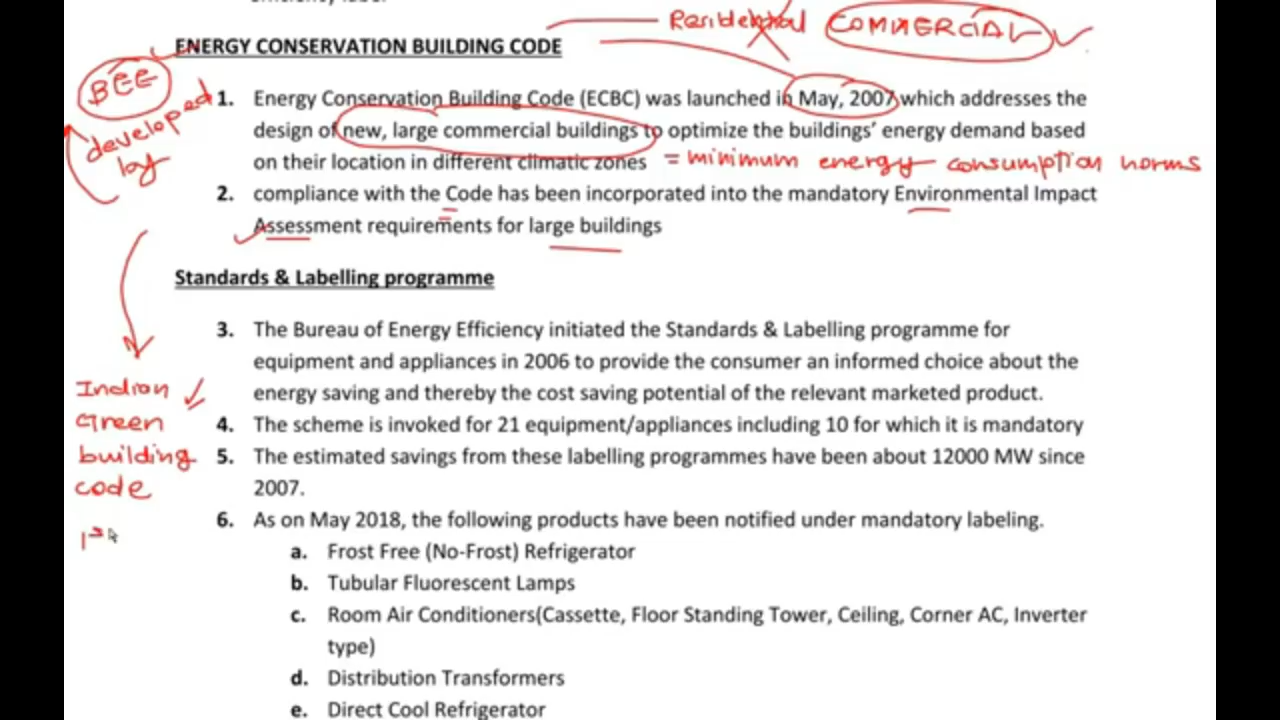 Residential COMMERCIAL
ENERGY CONSERVATION BUILDING CODE
BEE
developed
by
1. Energy Conservation Building Code (ECBC) was launched in May, 2007 which addresses the
design of new, large commercial buildings to optimize the buildings' energy demand based
on their location in different climatic zones = minimum energy consumption norms
2. compliance with the Code has been incorporated into the mandatory Environmental Impact
Assessment requirements for large buildings
Standards & Labelling programme
3. The Bureau of Energy Efficiency initiated the Standards & Labelling programme for
equipment and appliances in 2006 to provide the consumer an informed choice about the
energy saving and thereby the cost saving potential of the relevant marketed product.
Indian
Green
building
code
4. The scheme is invoked for 21 equipment/appliances including 10 for which it is mandatory
5. The estimated savings from these labelling programmes have been about 12000 MW since
2007.
6. As on May 2018, the following products have been notified under mandatory labeling.
a. Frost Free (No-Frost) Refrigerator
b. Tubular Fluorescent Lamps
c. Room Air Conditioners(Cassette, Floor Standing Tower, Ceiling, Corner AC, Inverter
type)
d. Distribution Transformers
e. Direct Cool Refrigerator